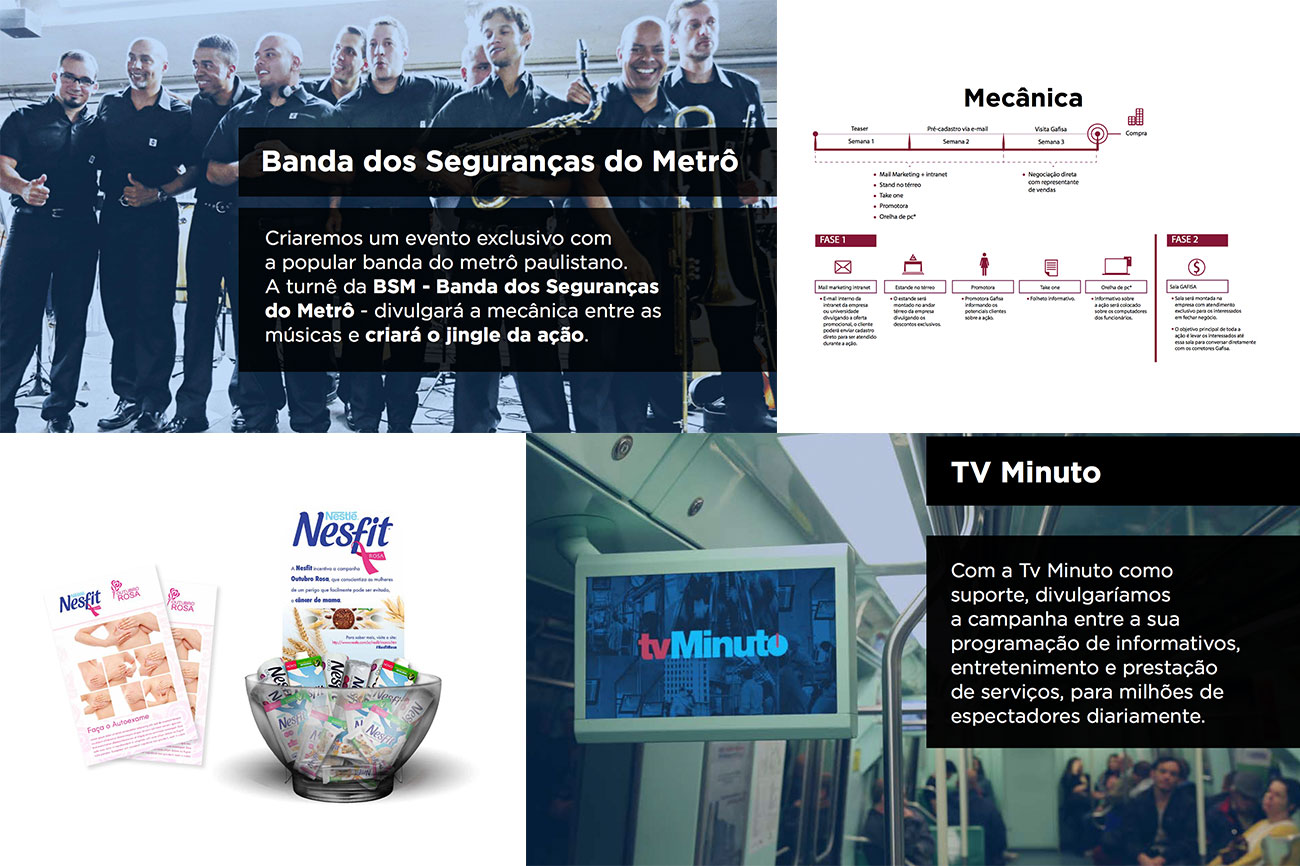 Banda dos Seguranças do Metrô
Criaremos um evento exclusivo com
a popular banda do metrô paulistano.
A turnê da BSM - Banda dos Seguranças
do Metrô - divulgará a mecânica entre as
músicas e criará o jingle da ação.
Mecânica
Teaser
Pré-cadastro via e-mail
Visita Gafisa
Semana 1
Semana 2
Semana 3
Compra
• Mail Marketing + intranet
• Stand no térreo
• Take one
• Promotora
• Orelha de pc*
• Negociação direta
com representante
de vendas
FASE 1
Mail marketing intranet
• E-mail interno da
intranet da empresa
ou universidade
divulgando a oferta
promocional, o cliente
poderá enviar cadastro
direto para ser atendido
durante a ação.
Estande no térreo
• O estande será
montado no andar
térreo da empresa
divulgando os
descontos exclusivos.
Promotora
• Promotora Gafisa
informando os
potenciais clientes
sobre a ação.
Take one
• Folheto informativo.
Orelha de pc*
• Informativo sobre
a ação será colocado
sobre os computadores
dos funcionários.
FASE 2
Sala GAFISA
• Sala será montada na
empresa com atendimento
exclusivo para os interessados
em fechar negócio.
• O objetivo principal de toda a
ação é levar os interessados até
essa sala para conversar diretamente
com os corretores Gafisa.
Nesfit
OUTUBRO
ROSA
OUTUBRO
ROSA
Faça o Autoexame
Nestlé
Nesfit
ROSA
A Nesfit incentiva a campanha
Outubro Rosa, que conscientiza as mulheres
de um perigo que facilmente pode ser evitado,
o câncer de mama.
Para saber mais, visite o site:
#NesfitRosa
TV Minuto
Com a Tv Minuto como
suporte, divulgaríamos
a campanha entre a sua
programação de informativos,
entretenimento e prestação
de serviços, para milhões de
espectadores diariamente.
tvMinuto